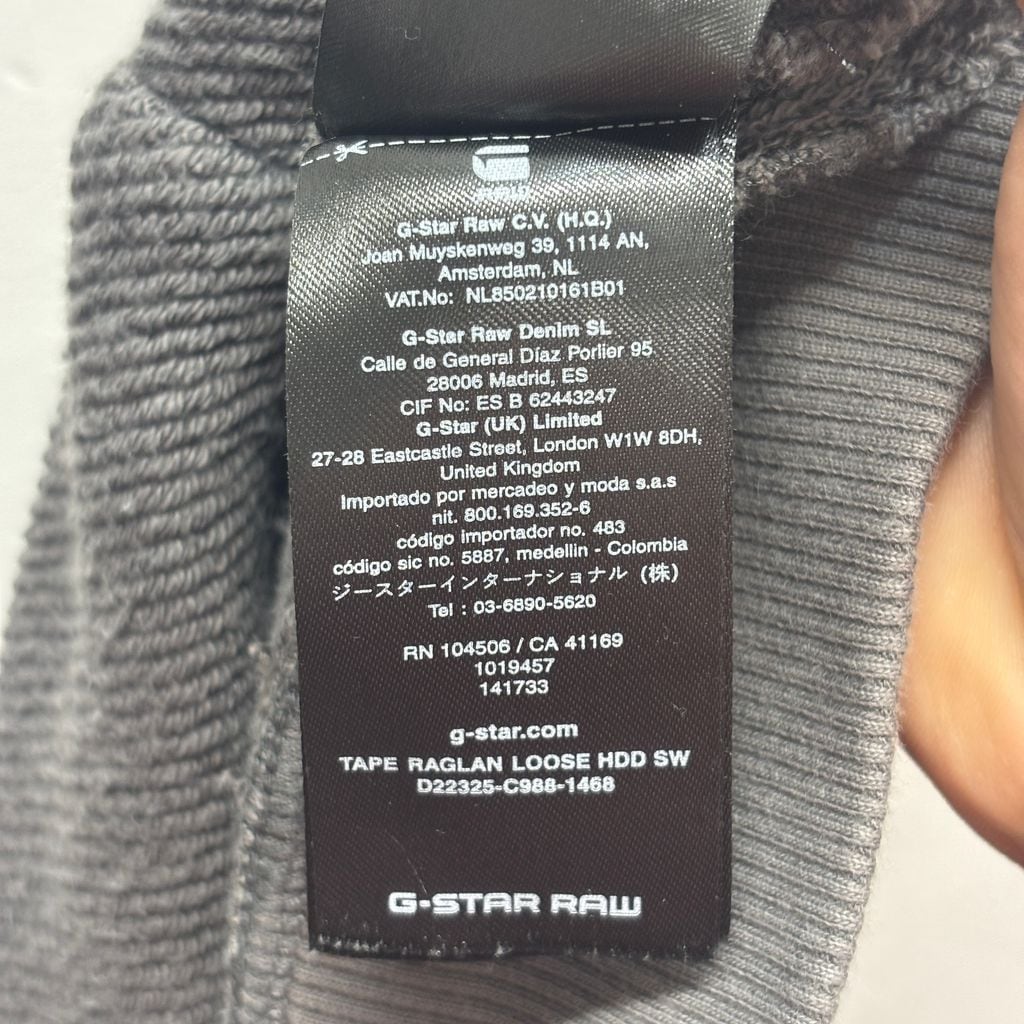 G-Star Raw C.V. (H.Q.)
Joan Muyskenweg 39, 1114 AN,
Amsterdam, NL
VAT.No: NL850210161B01
G-Star Raw Denim SL
Calle de General Díaz Porlier 95
28006 Madrid, ES
CIF No: ES B 62443247
G-Star (UK) Limited
27-28 Eastcastle Street, London W1W 8DH,
United Kingdom
Importado por mercadeo y moda s.a.s
nit. 800.169.352-6
código importador no. 483
código sic no. 5887, medellin - Colombia
ジースターインターナショナル (株)
Tel : 03-6890-5620
RN 104506 / CA 41169
1019457
141733
g-star.com
TAPE RAGLAN LOOSE HDD SW
D22325-C988-1468
G-STAR RAW